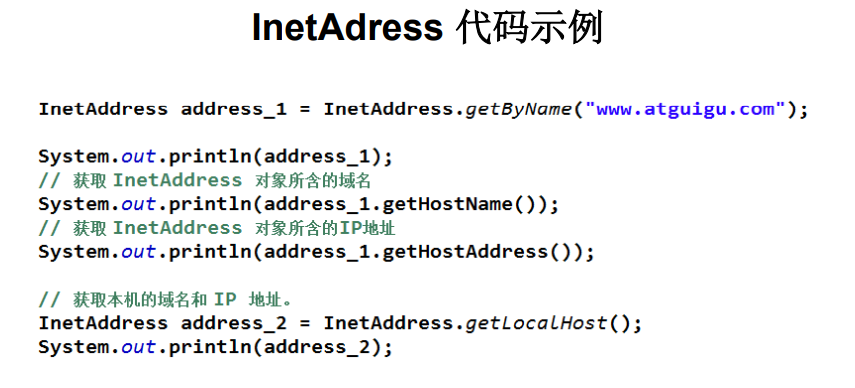 InetAdress 代码示例
InetAddress address_1 = InetAddress.getByName("www.atguigu.com");
System.out.println(address_1);
// 获取 InetAddress 对象所含的域名
System.out.println(address_1.getHostName());
// 获取 InetAddress 对象所含的IP地址
System.out.println(address_1.getHostAddress());
// 获取本机的域名和 IP 地址。
InetAddress address_2 = InetAddress.getLocalHost();
System.out.println(address_2);